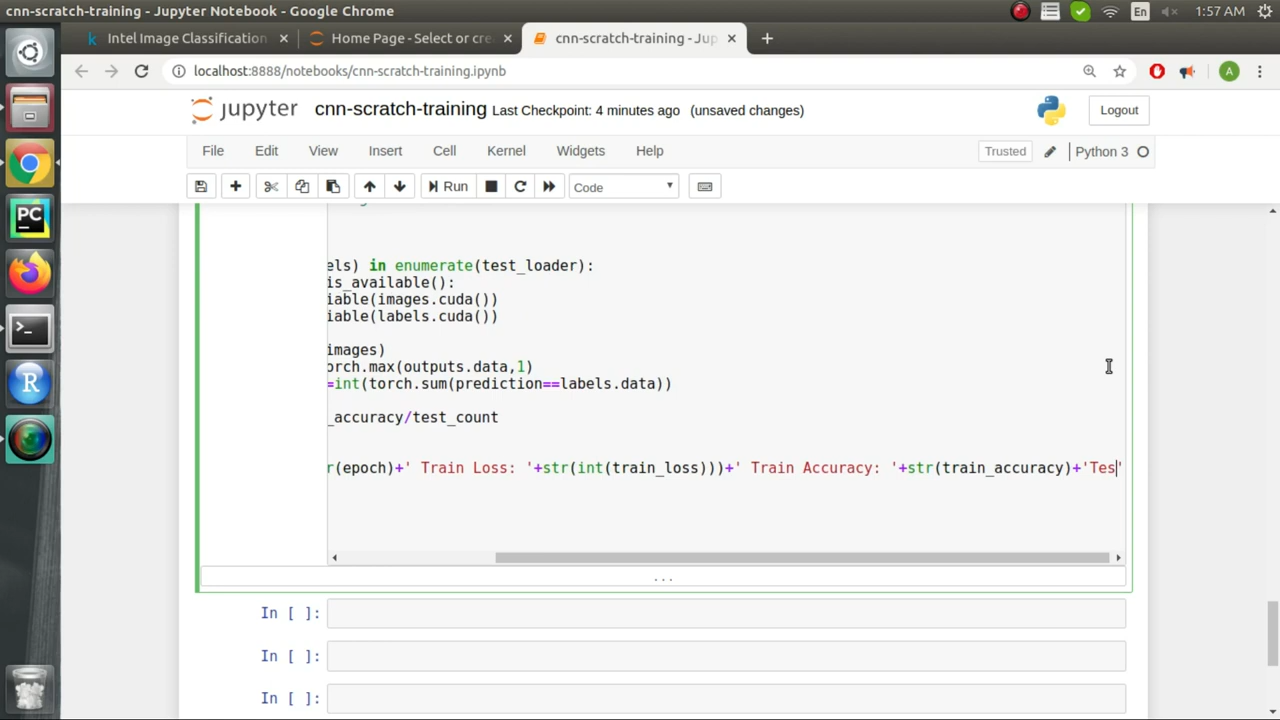 cnn-scratch-training - Jupyter Notebook - Google Chrome
En
1:57 AM
Intel Image Classification
Home Page - Select or cre
cnn-scratch-training - Jup
localhost:8888/notebooks/cnn-scratch-training.ipynb
A
jupyter cnn-scratch-training Last Checkpoint: 4 minutes ago (unsaved changes)
Logout
File Edit View Insert Cell Kernel Widgets Help
Trusted
Python 3
Run
Code
els) in enumerate(test_loader):
is_available():
iable(images.cuda())
iable(labels.cuda())
images)
orch.max(outputs.data,1)
=int(torch.sum(prediction==labels.data))
_accuracy/test_count
r(epoch)+' Train Loss: '+str(int(train_loss)))+' Train Accuracy: '+str(train_accuracy)+'Tes'
...
In [ ]:
In [ ]:
In [ ]:
PC
R